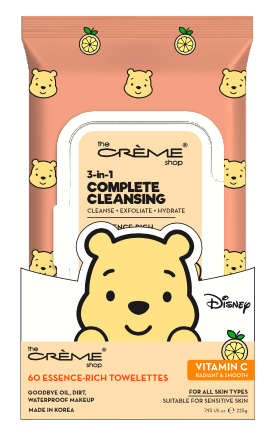 the
CRÈME®
shop
3-in-1
COMPLETE
CLEANSING
CLEANSE • EXFOLIATE • HYDRATE
Disney
the
CRÈME®
shop
60 ESSENCE-RICH TOWELETTES
GOODBYE OIL, DIRT,
WATERPROOF MAKEUP
MADE IN KOREA
VITAMIN C
RADIANT & SMOOTH
FOR ALL SKIN TYPES
SUITABLE FOR SENSITIVE SKIN
℮ 225g